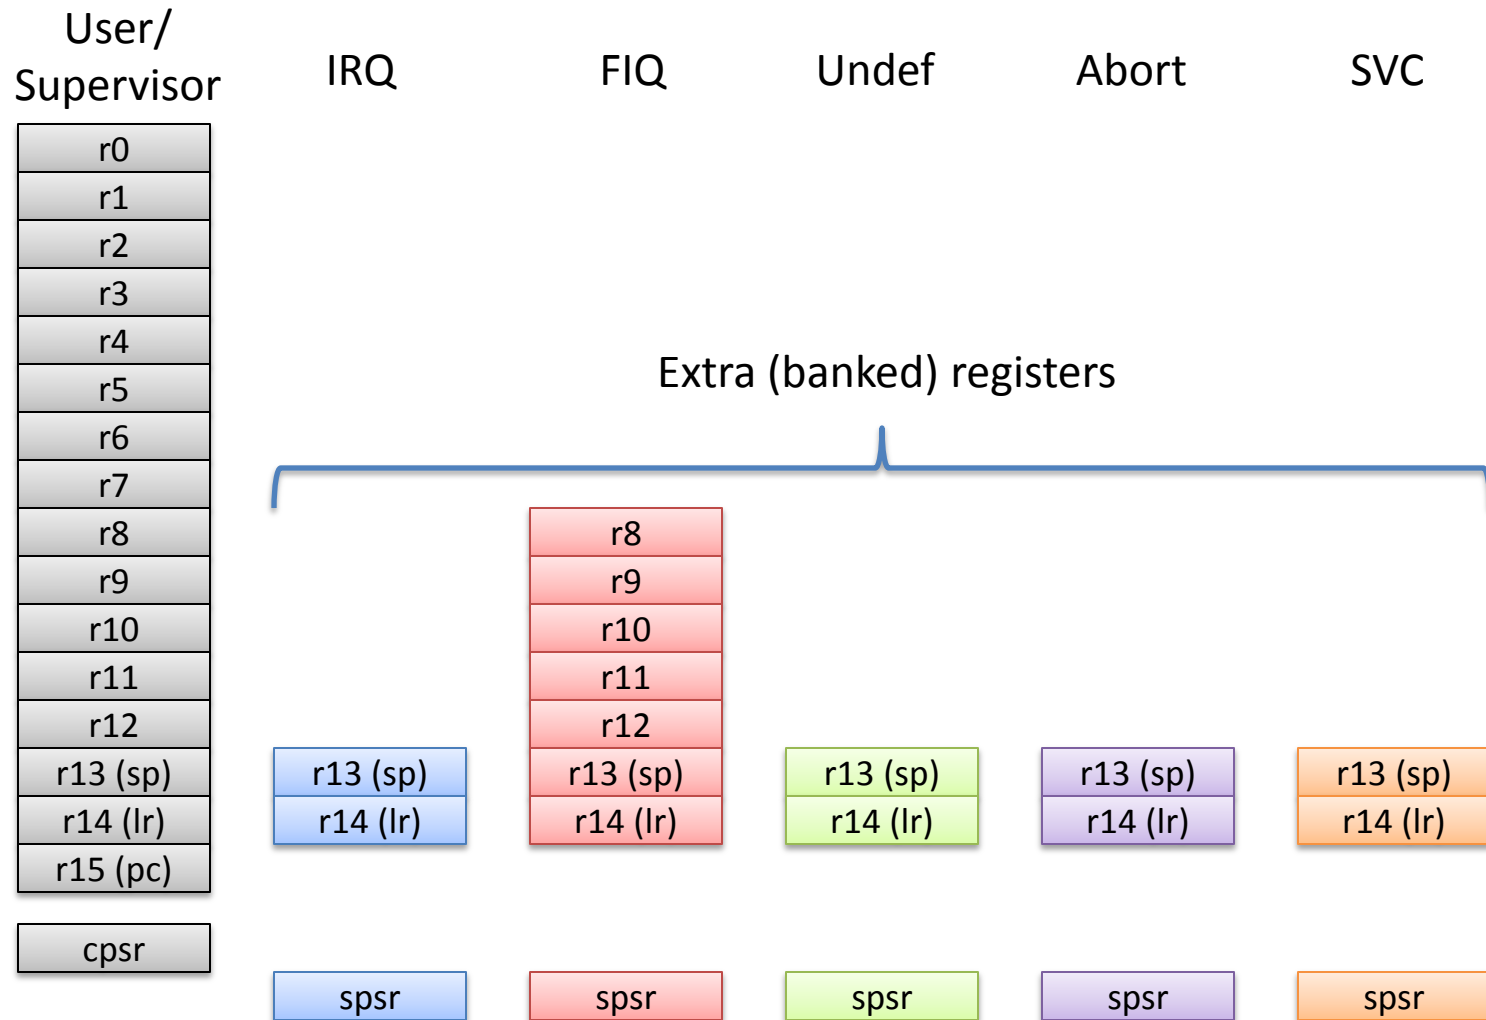 User/
Supervisor
IRQ
FIQ
Undef
Abort
SVC
r0
r1
r2
r3
r4
r5
r6
r7
r8
r9
r10
r11
r12
r13 (sp)
r14 (lr)
r15 (pc)
cpsr
Extra (banked) registers
r13 (sp)
r14 (lr)
spsr
r8
r9
r10
r11
r12
r13 (sp)
r14 (lr)
spsr
r13 (sp)
r14 (lr)
spsr
r13 (sp)
r14 (lr)
spsr
r13 (sp)
r14 (lr)
spsr